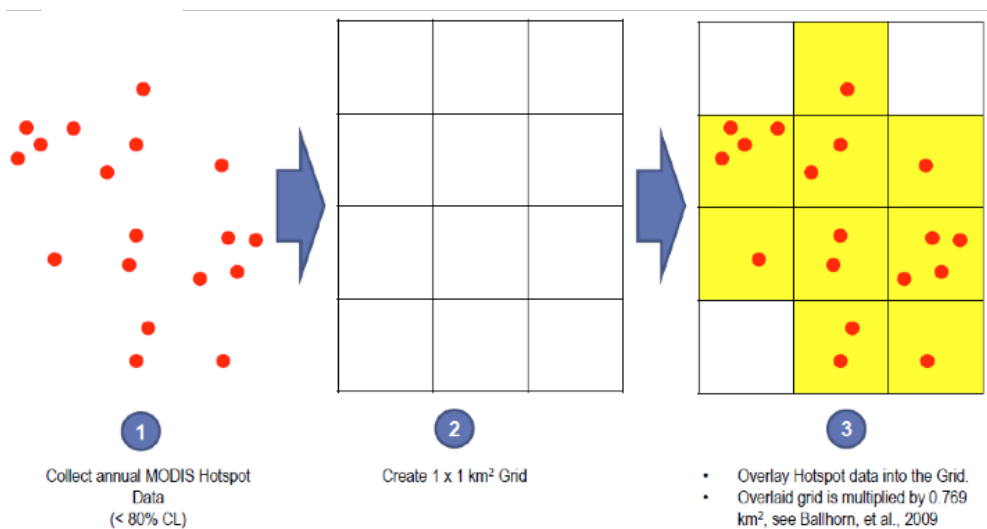 1
Collect annual MODIS Hotspot
Data
(< 80% CL)
2
Create 1 x 1 km² Grid
3
• Overlay Hotspot data into the Grid.
• Overlaid grid is multiplied by 0.769
km², see Ballhorn, et al., 2009